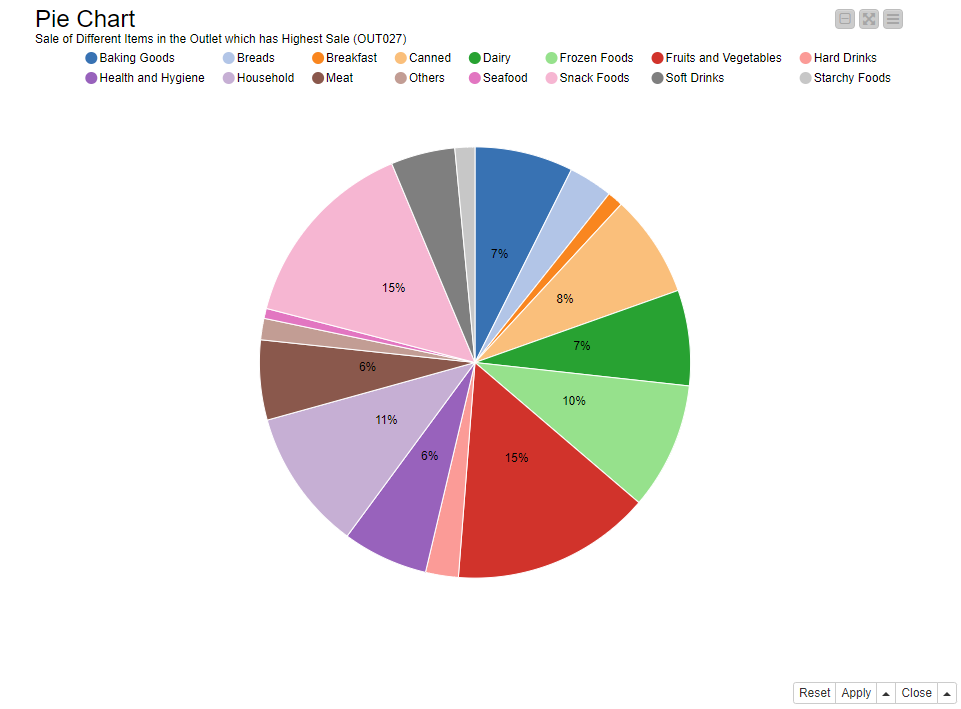 Pie Chart
Sale of Different Items in the Outlet which has Highest Sale (OUT027)
Baking Goods Breads Breakfast Canned Dairy Frozen Foods Fruits and Vegetables Hard Drinks
Health and Hygiene Household Meat Others Seafood Snack Foods Soft Drinks Starchy Foods
7%
15%
8%
7%
6%
10%
11%
6%
15%
Reset Apply Close